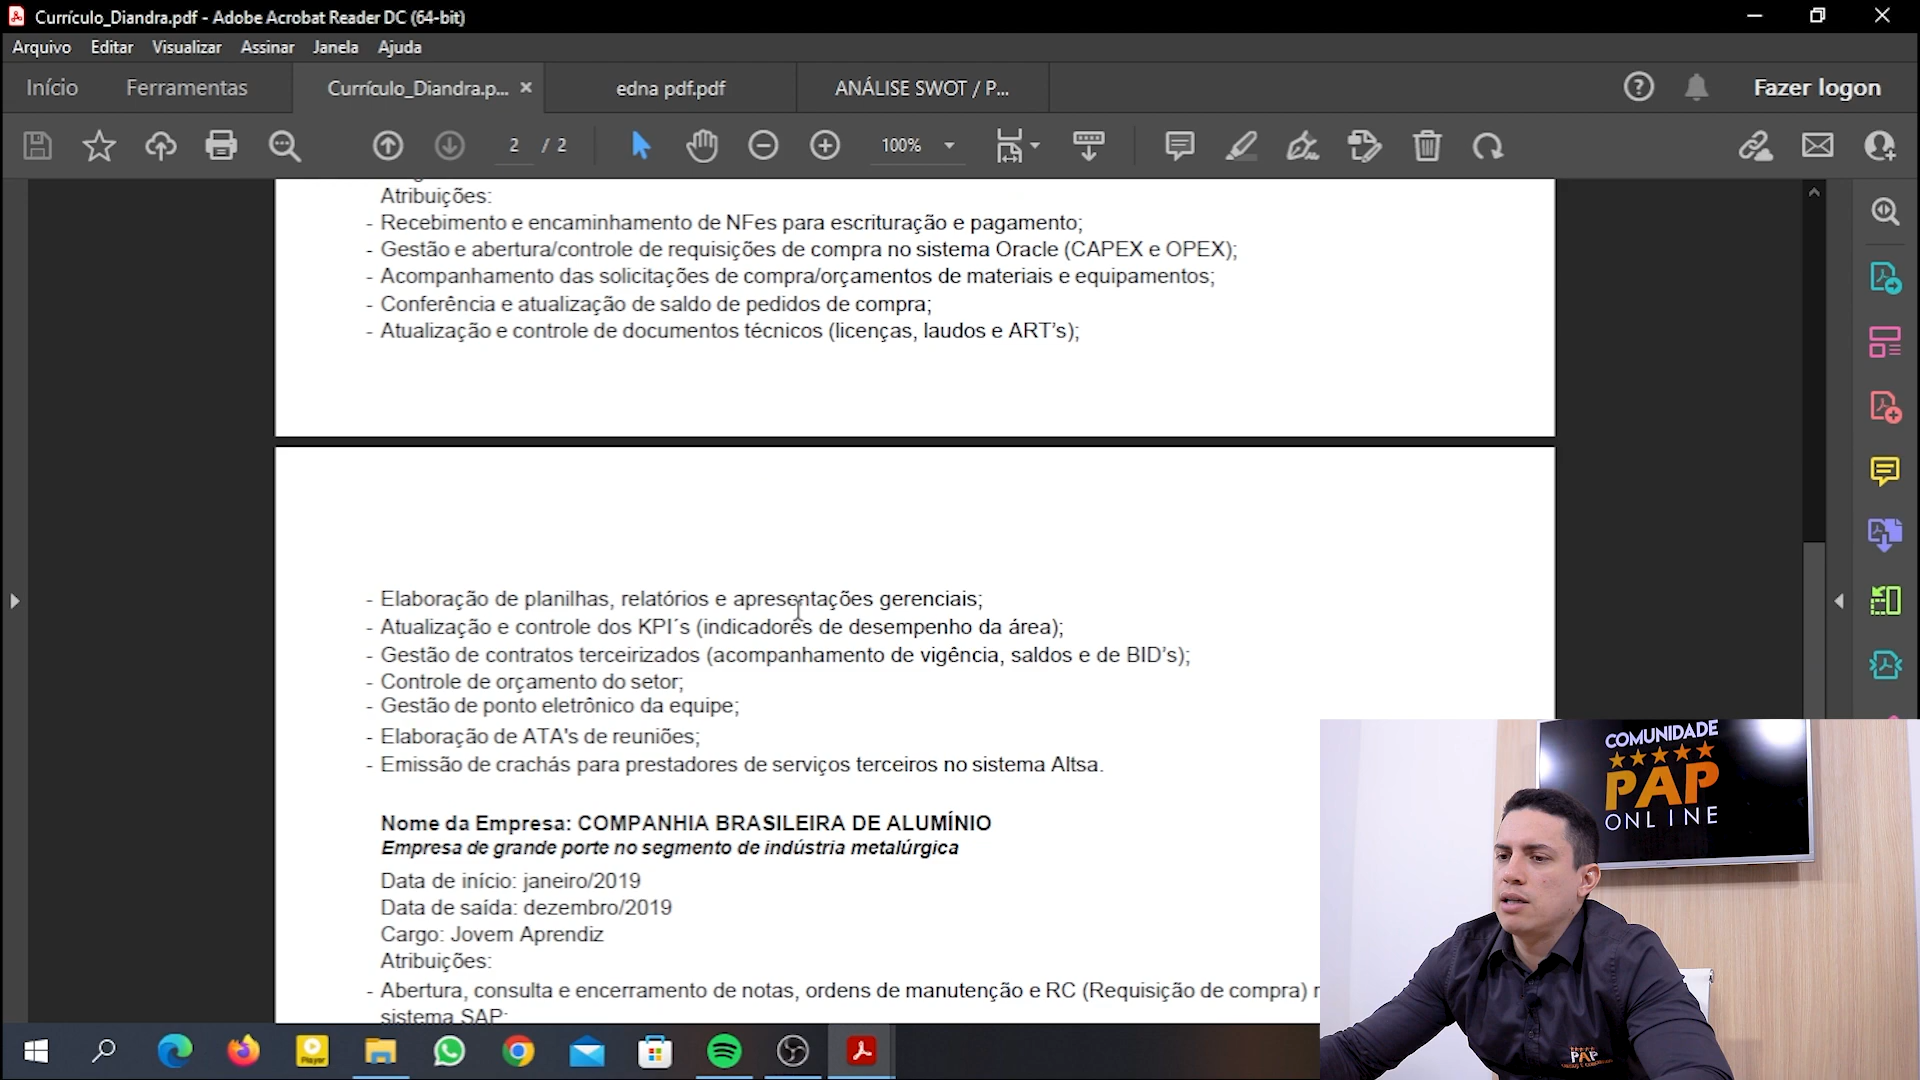 Currículo_Diandra.pdf - Adobe Acrobat Reader DC (64-bit)
Arquivo Editar Visualizar Assinar Janela Ajuda
Início Ferramentas Currículo_Diandra.p... edna pdf.pdf ANÁLISE SWOT / P... Fazer logon
2 / 2 100%
Atribuições:
- Recebimento e encaminhamento de NFes para escrituração e pagamento;
- Gestão e abertura/controle de requisições de compra no sistema Oracle (CAPEX e OPEX);
- Acompanhamento das solicitações de compra/orçamentos de materiais e equipamentos;
- Conferência e atualização de saldo de pedidos de compra;
- Atualização e controle de documentos técnicos (licenças, laudos e ART's);
- Elaboração de planilhas, relatórios e apresentações gerenciais;
- Atualização e controle dos KPI´s (indicadores de desempenho da área);
- Gestão de contratos terceirizados (acompanhamento de vigência, saldos e de BID's);
- Controle de orçamento do setor;
- Gestão de ponto eletrônico da equipe;
- Elaboração de ATA's de reuniões;
- Emissão de crachás para prestadores de serviços terceiros no sistema Altsa.
Nome da Empresa: COMPANHIA BRASILEIRA DE ALUMÍNIO
Empresa de grande porte no segmento de indústria metalúrgica
Data de início: janeiro/2019
Data de saída: dezembro/2019
Cargo: Jovem Aprendiz
Atribuições:
- Abertura, consulta e encerramento de notas, ordens de manutenção e RC (Requisição de compra)
sistema SAP;
COMUNIDADE
PAP
ONLINE
PAP
Player